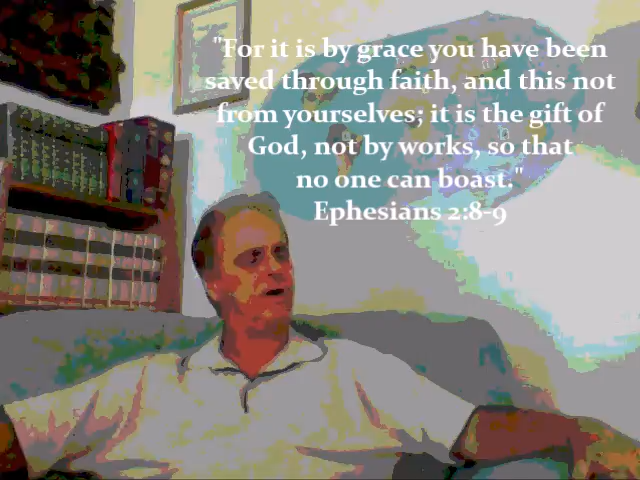 "For it is by grace you have been
saved through faith, and this not
from yourselves; it is the gift of
God, not by works, so that
no one can boast."
Ephesians 2:8-9